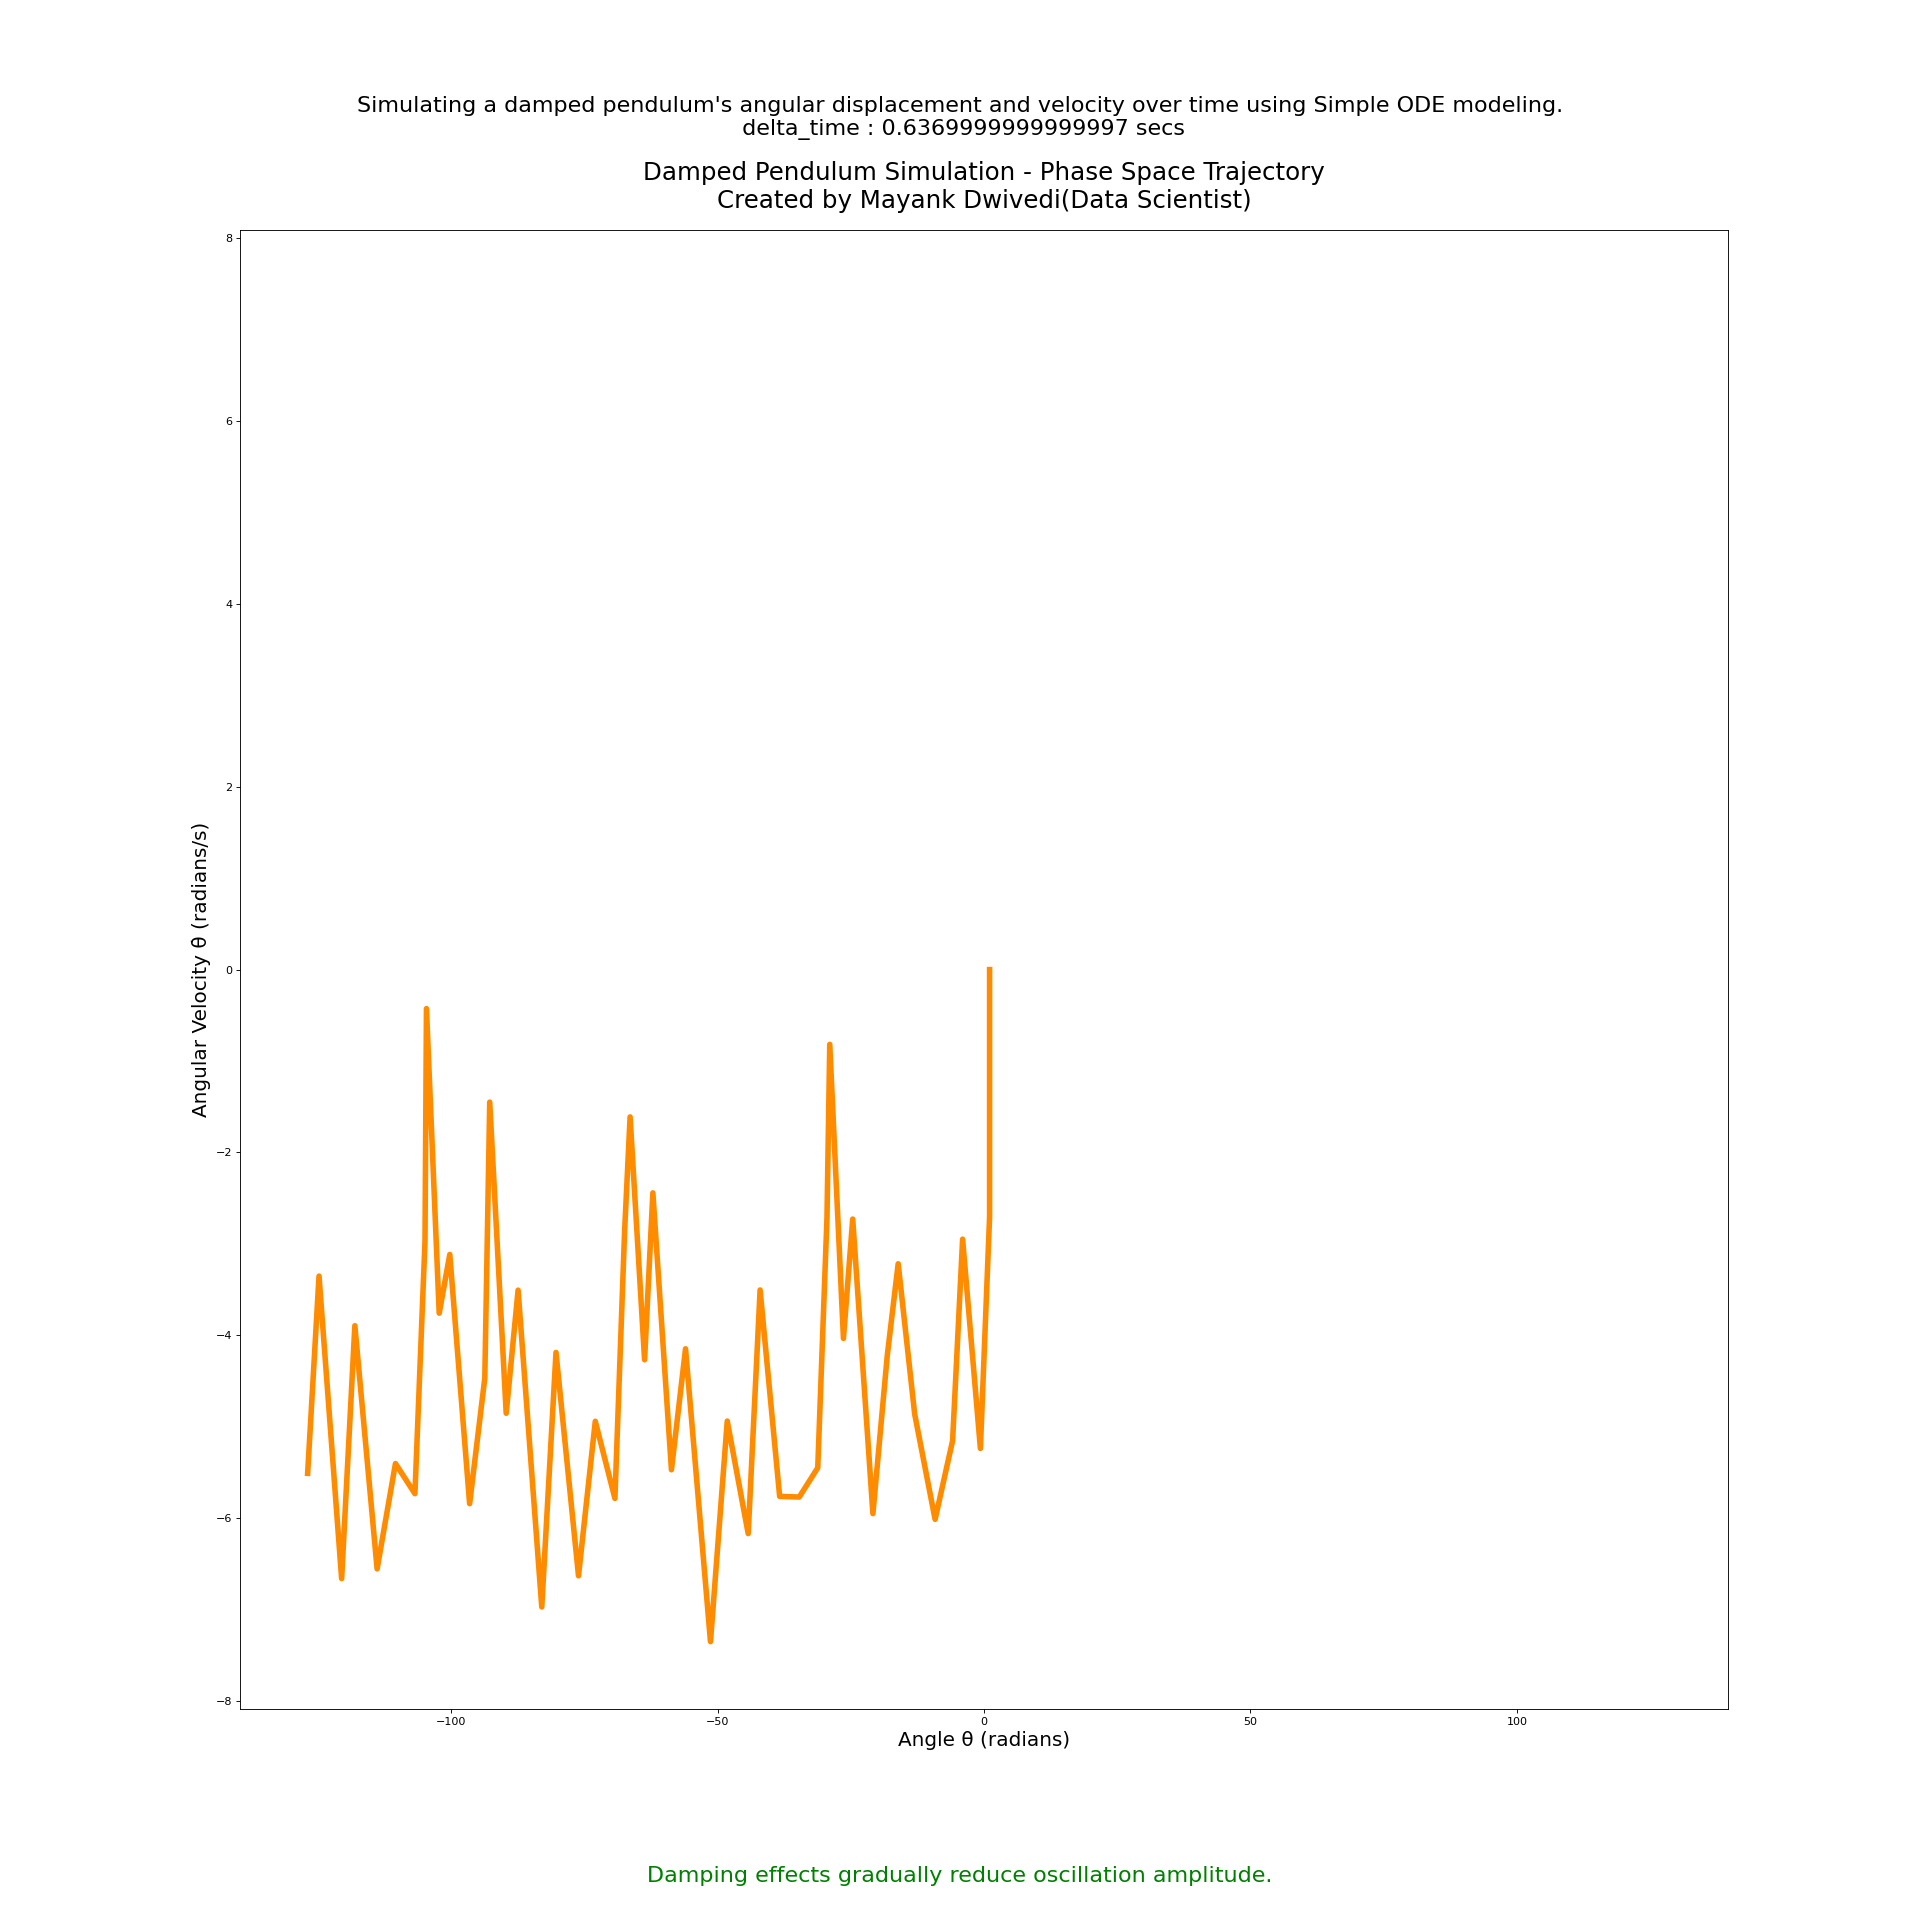 Simulating a damped pendulum's angular displacement and velocity over time using Simple ODE modeling.
delta_time : 0.6369999999999997 secs
Damped Pendulum Simulation - Phase Space Trajectory
Created by Mayank Dwivedi(Data Scientist)
8
6
4
2
0
−2
−4
−6
−8
Angular Velocity θ̇ (radians/s)
−100
−50
0
50
100
Angle θ (radians)
Damping effects gradually reduce oscillation amplitude.